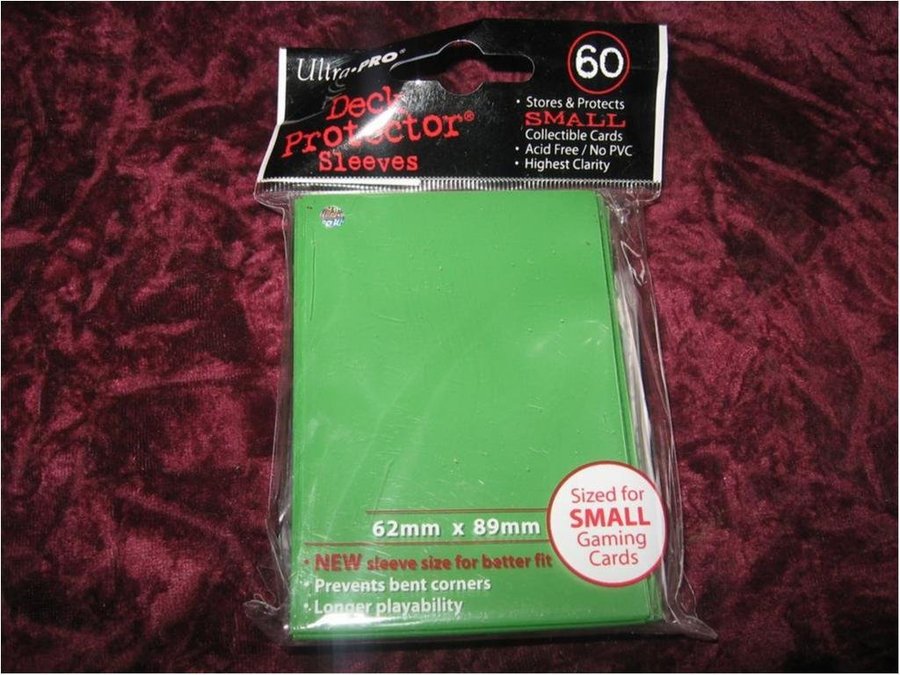 Ultra•PRO®
Deck
Protector®
Sleeves
60
• Stores & Protects
SMALL
Collectible Cards
• Acid Free / No PVC
• Highest Clarity
62mm x 89mm
• NEW sleeve size for batter fit
• Prevents bent corners
• Longer playability
Sized for
SMALL
Gaming
Cards